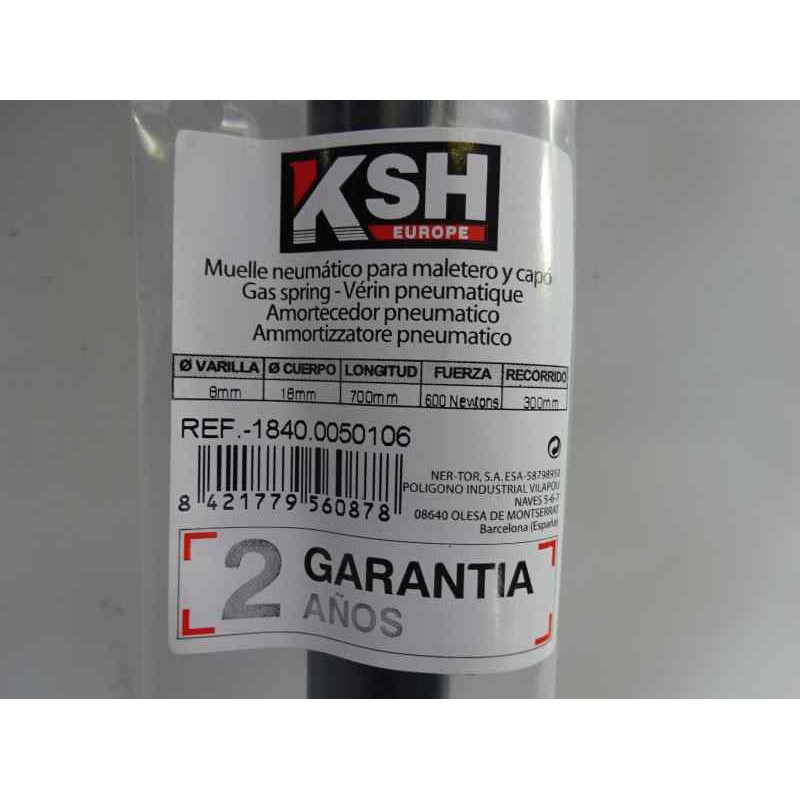 KSH
EUROPE
Muelle neumático para maletero y capó
Gas spring - Vérin pneumatique
Amortecedor pneumatico
Ammortizzatore pneumatico
Ø VARILLA Ø CUERPO LONGITUD FUERZA RECORRIDO
8mm 18mm 700mm 600 Newtons 300mm
REF.-1840.0050106
8 421779 560878
NER-TOR, S.A. ESA-58798959
POLIGONO INDUSTRIAL
NAVES 5-6-7
08640 OLESA DE MONTSERRAT
Barcelona (España)
2 GARANTIA
AÑOS